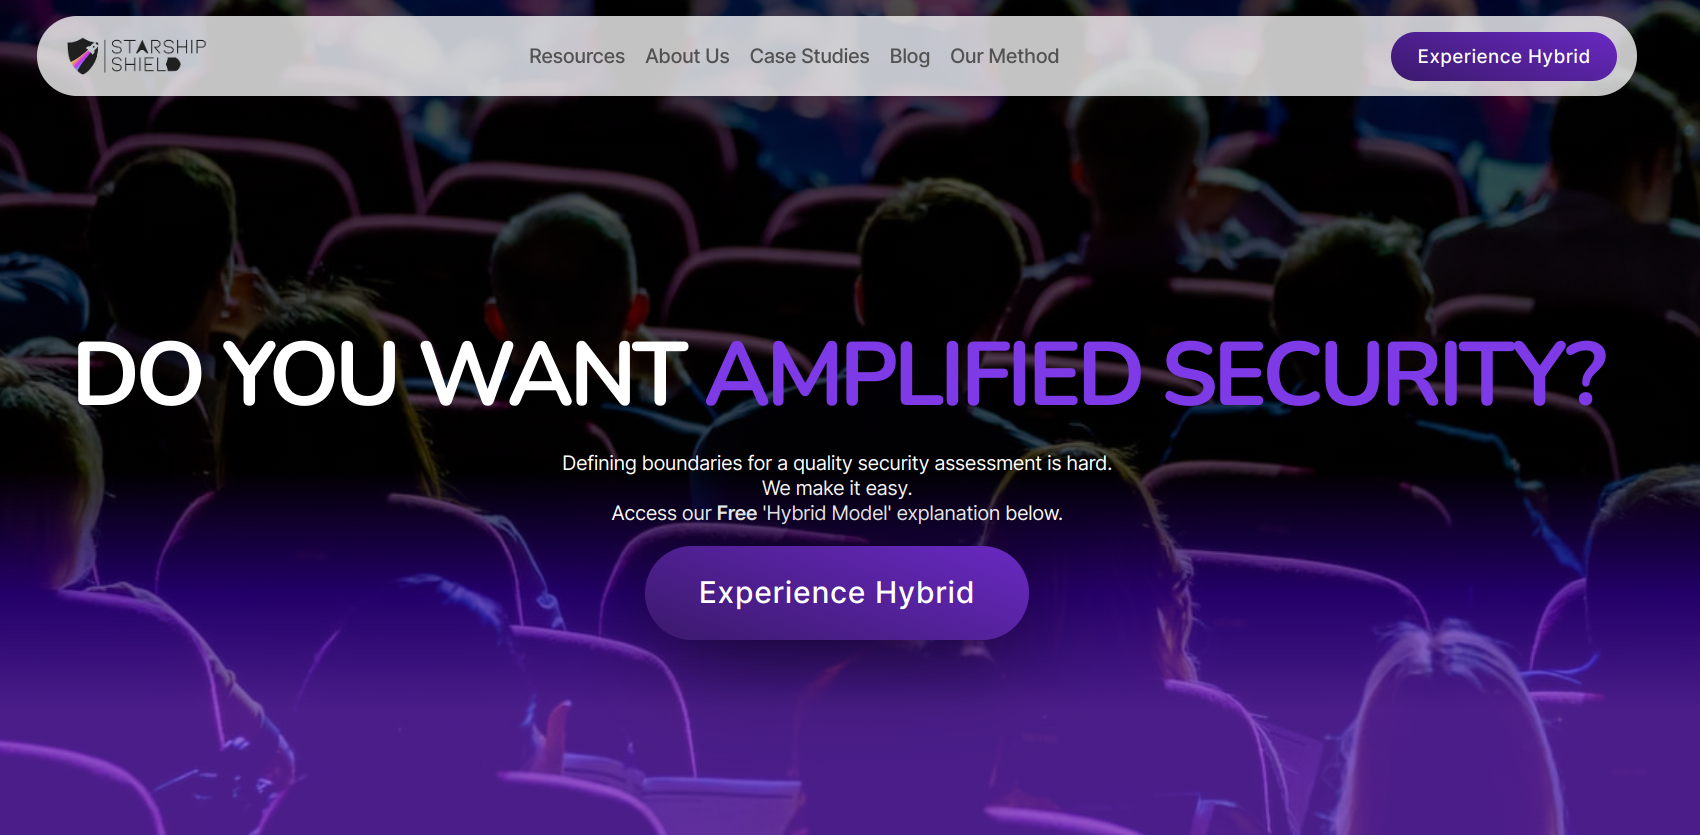 STARSHIP
SHIELD
Resources About Us Case Studies Blog Our Method
Experience Hybrid
DO YOU WANT AMPLIFIED SECURITY?
Defining boundaries for a quality security assessment is hard.
We make it easy.
Access our Free 'Hybrid Model' explanation below.
Experience Hybrid